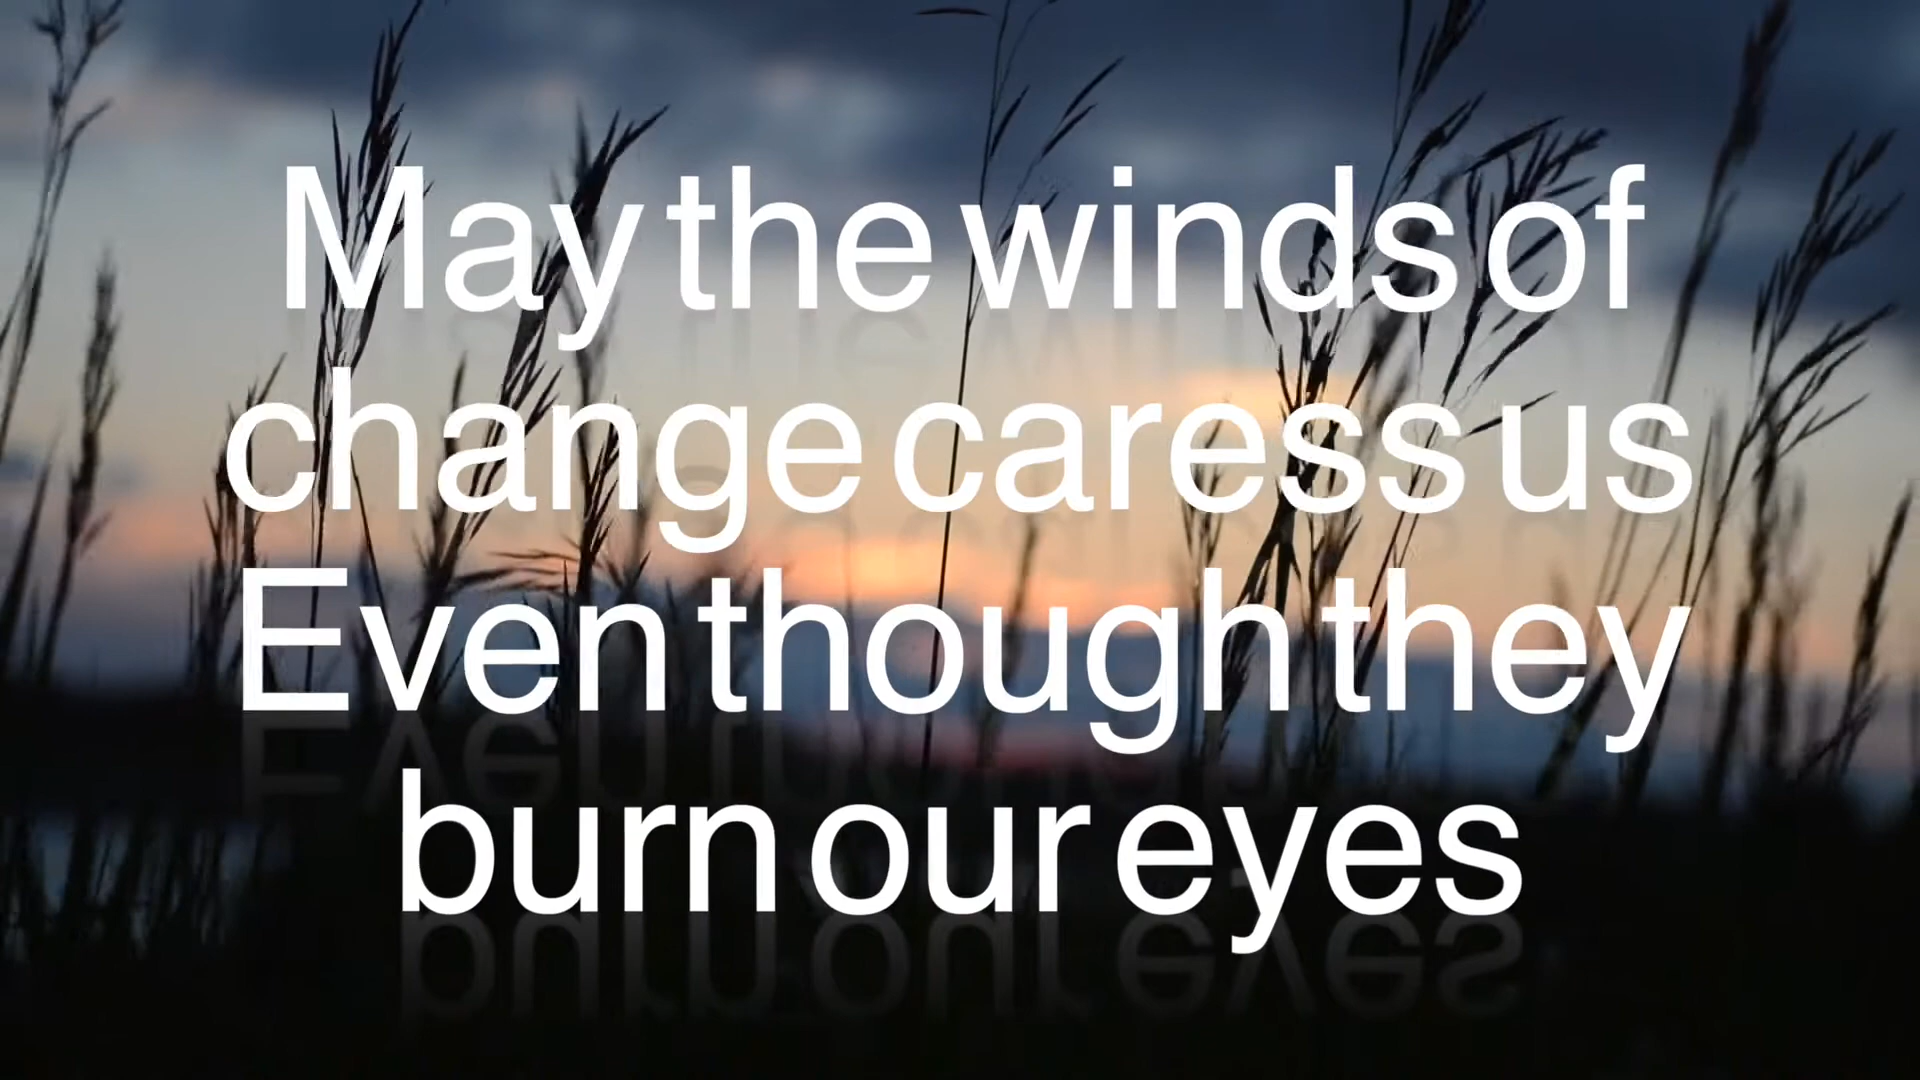 May the winds of
change caress us
Even though they
burn our eyes